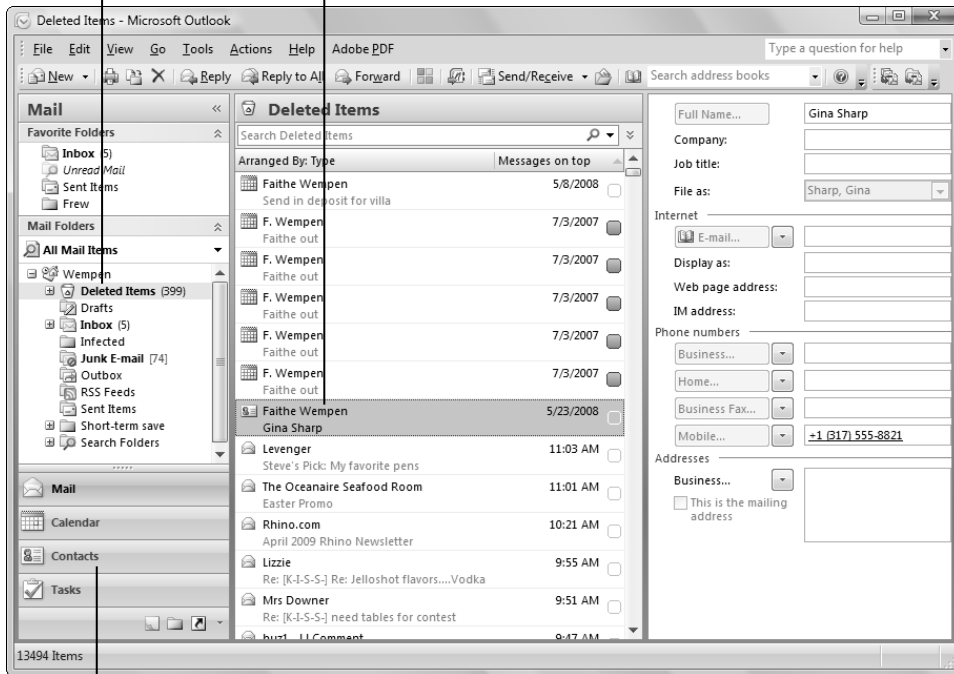 Deleted Items - Microsoft Outlook
File Edit View Go Tools Actions Help Adobe PDF Type a question for help
New Reply Reply to All Forward Send/Receive Search address books
Mail
Favorite Folders
Inbox (5)
Unread Mail
Sent Items
Frew
Mail Folders
All Mail Items
Wempen
Deleted Items (399)
Drafts
Inbox (5)
Infected
Junk E-mail [74]
Outbox
RSS Feeds
Sent Items
Short-term save
Search Folders
Mail
Calendar
Contacts
Tasks
Deleted Items
Search Deleted Items
Arranged By: Type Messages on top
Faithe Wempen 5/8/2008
Send in deposit for villa
F. Wempen 7/3/2007
Faithe out
F. Wempen 7/3/2007
Faithe out
F. Wempen 7/3/2007
Faithe out
F. Wempen 7/3/2007
Faithe out
F. Wempen 7/3/2007
Faithe out
Faithe Wempen 5/23/2008
Gina Sharp
Levenger 11:03 AM
Steve's Pick: My favorite pens
The Oceanaire Seafood Room 11:01 AM
Easter Promo
Rhino.com 10:21 AM
April 2009 Rhino Newsletter
Lizzie 9:55 AM
Re: [K-I-S-S-] Re: Jelloshot flavors....Vodka
Mrs Downer 9:51 AM
Re: [K-I-S-S-] need tables for contest
9:47 AM
Full Name... Gina Sharp
Company:
Job title:
File as: Sharp, Gina
Internet
E-mail...
Display as:
Web page address:
IM address:
Phone numbers
Business...
Home...
Business Fax...
Mobile... +1 (317) 555-8821
Addresses
Business...
This is the mailing
address
13494 Items